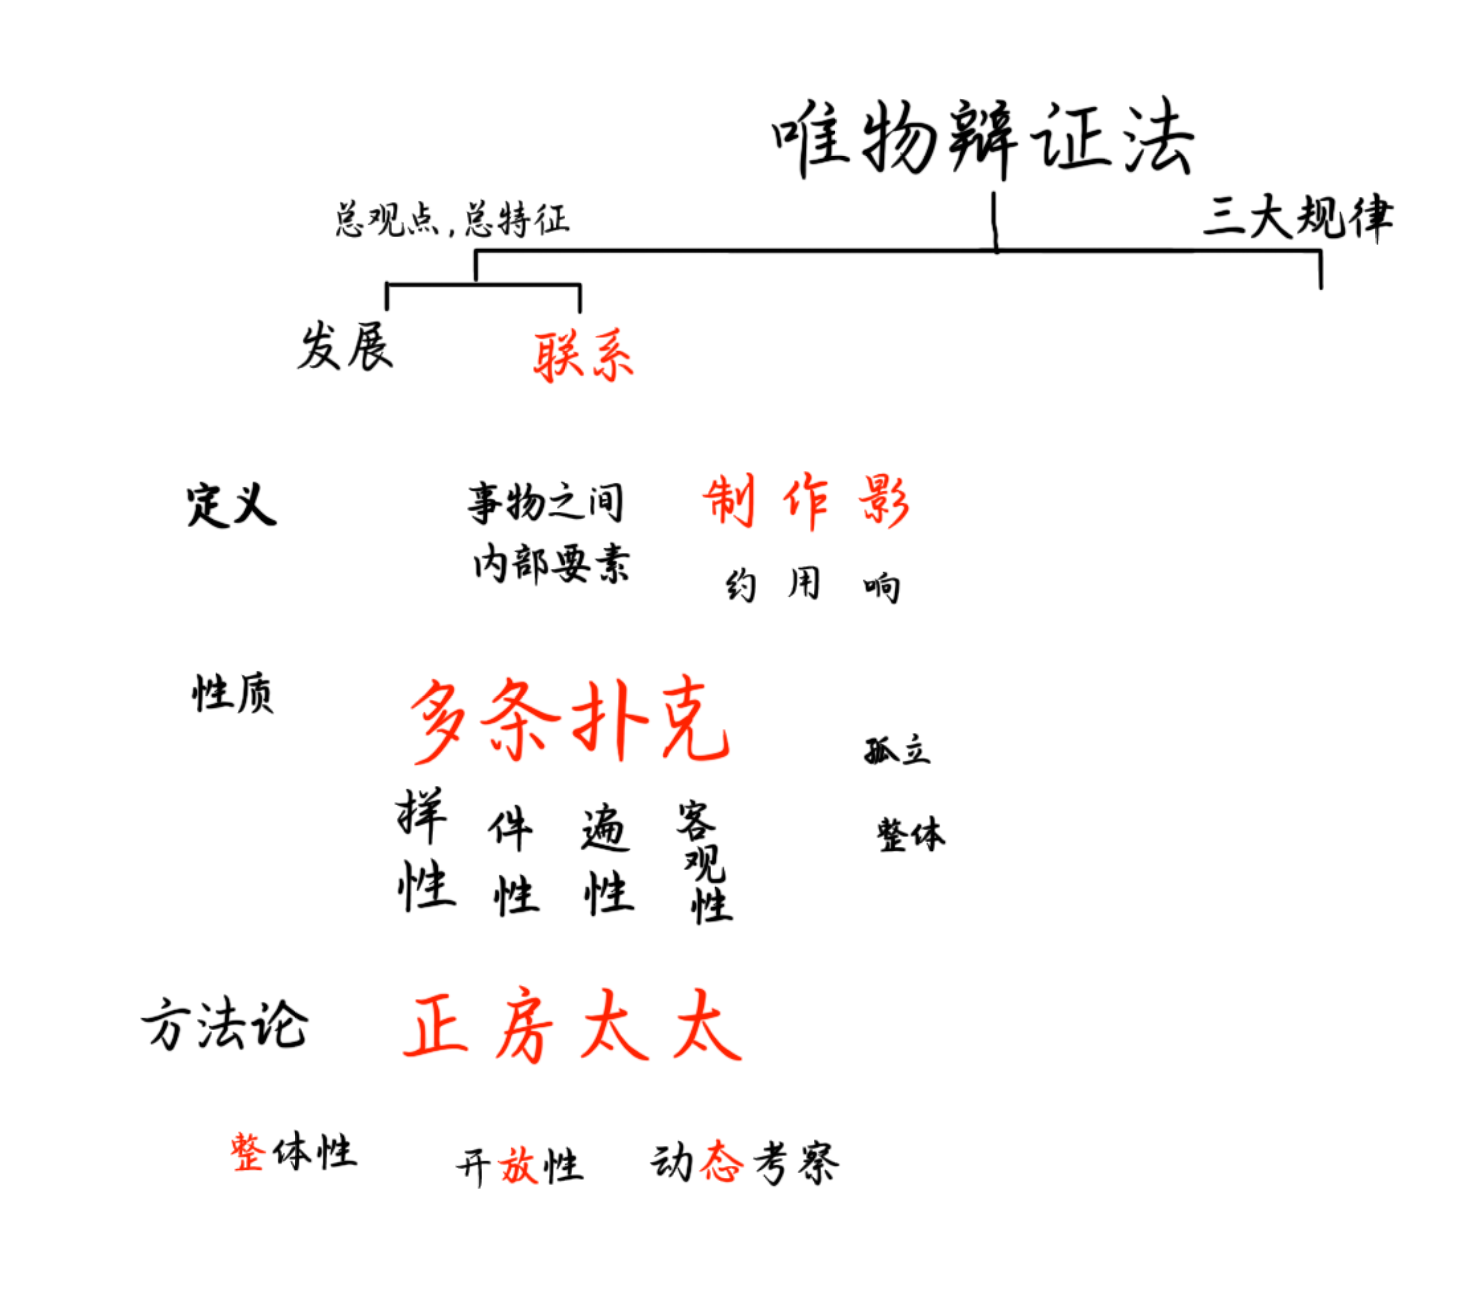 唯物辩证法
总观点,总特征
三大规律
发展
联系
定义
事物之间
制作影
内部要素
约用响
性质
多条扑克
孤立
样性
件性
遍性
客观性
整体
方法论
正房太太
整体性
开放性
动态考察